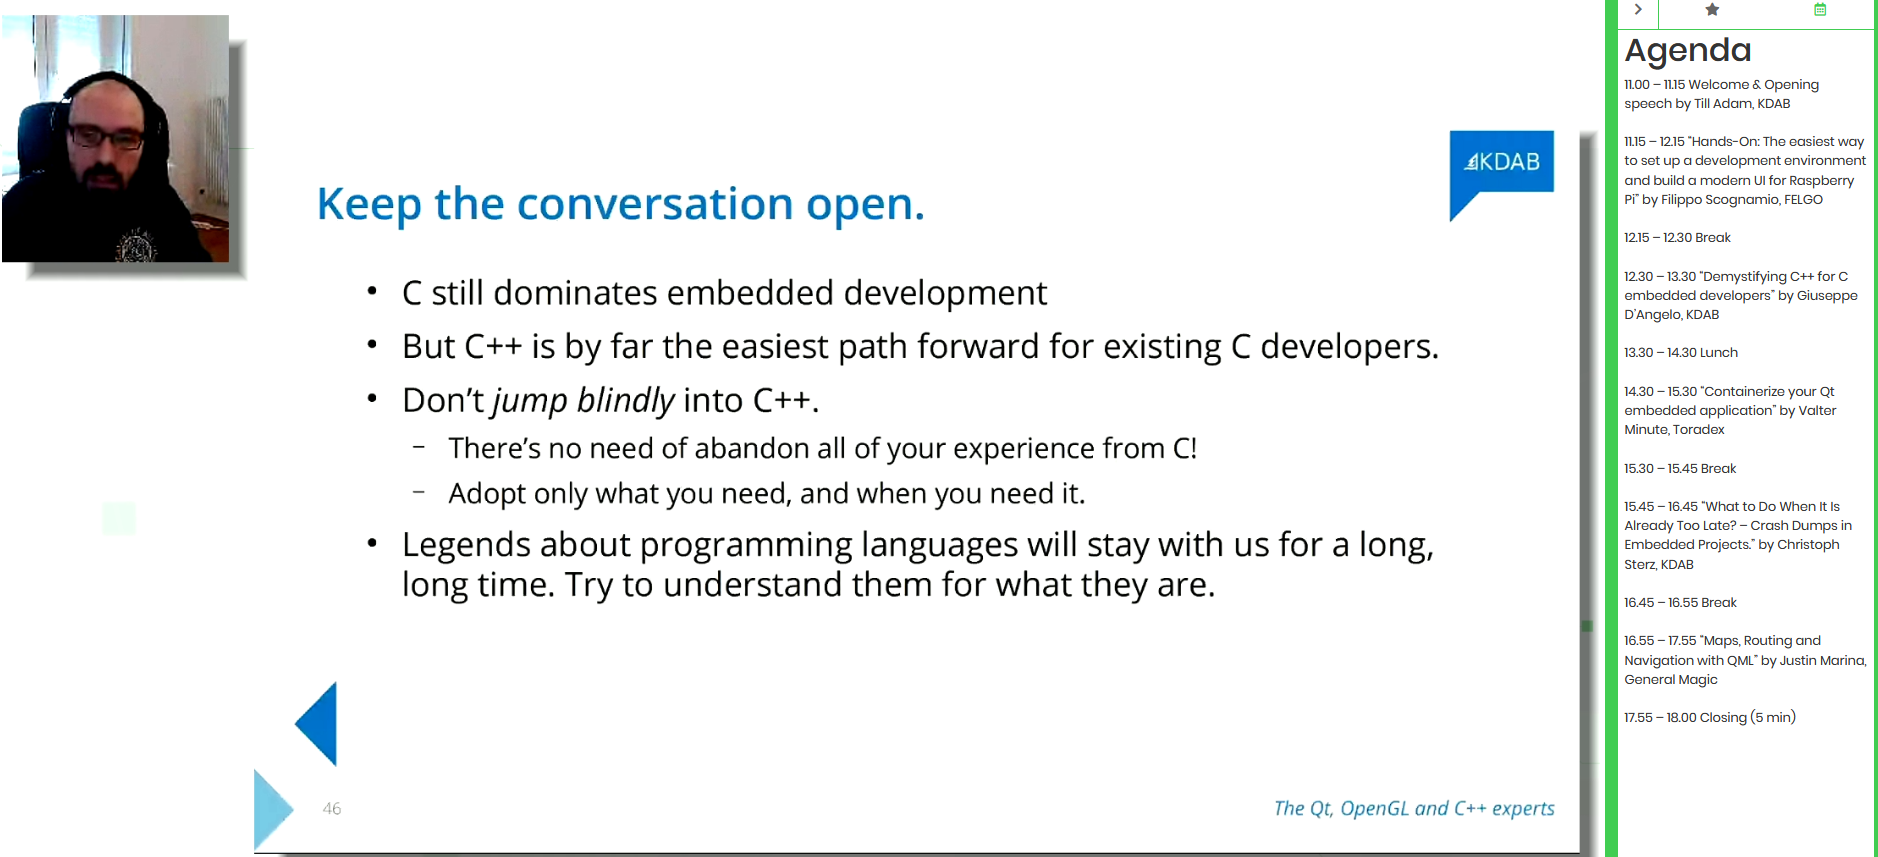 KDAB
Keep the conversation open.
• C still dominates embedded development
• But C++ is by far the easiest path forward for existing C developers.
• Don’t jump blindly into C++.
– There’s no need of abandon all of your experience from C!
– Adopt only what you need, and when you need it.
• Legends about programming languages will stay with us for a long,
long time. Try to understand them for what they are.
46
The Qt, OpenGL and C++ experts
Agenda
11.00 – 11.15 Welcome & Opening
speech by Till Adam, KDAB
11.15 – 12.15 “Hands-On: The easiest way
to set up a development environment
and build a modern UI for Raspberry
Pi” by Filippo Scognamio, FELGO
12.15 – 12.30 Break
12.30 – 13.30 “Demystifying C++ for C
embedded developers” by Giuseppe
D’Angelo, KDAB
13.30 – 14.30 Lunch
14.30 – 15.30 “Containerize your Qt
embedded application” by Valter
Minute, Toradex
15.30 – 15.45 Break
15.45 – 16.45 “What to Do When It Is
Already Too Late? – Crash Dumps in
Embedded Projects.” by Christoph
Sterz, KDAB
16.45 – 16.55 Break
16.55 – 17.55 “Maps, Routing and
Navigation with QML” by Justin Marina,
General Magic
17.55 – 18.00 Closing (5 min)